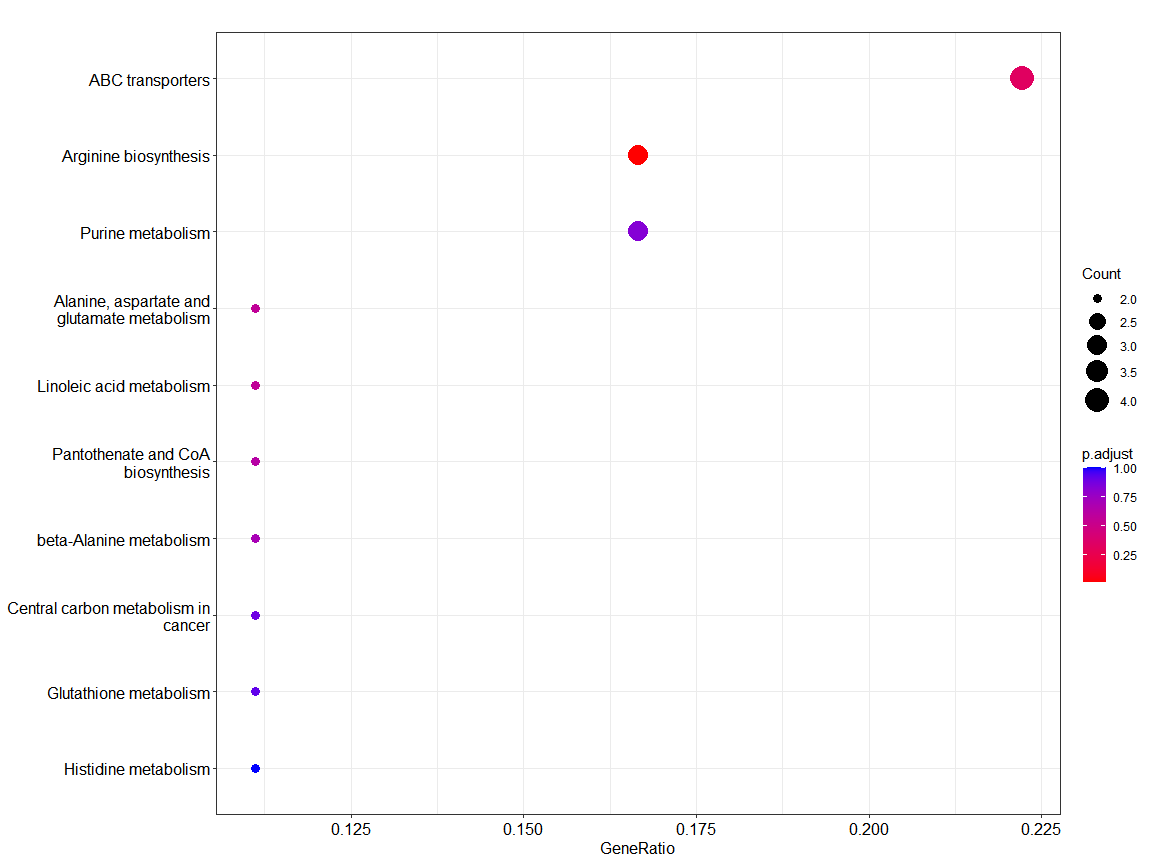 ABC transporters
Arginine biosynthesis
Purine metabolism
Alanine, aspartate and
glutamate metabolism
Linoleic acid metabolism
Pantothenate and CoA
biosynthesis
beta-Alanine metabolism
Central carbon metabolism in
cancer
Glutathione metabolism
Histidine metabolism
0.125
0.150
0.175
0.200
0.225
GeneRatio
Count
2.0
2.5
3.0
3.5
4.0
p.adjust
1.00
0.75
0.50
0.25